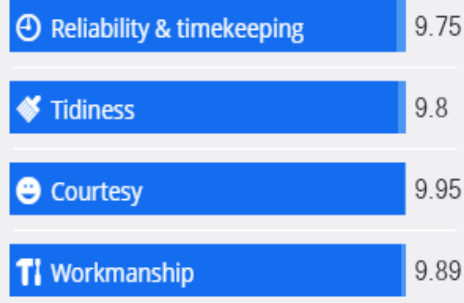 Reliability & timekeeping 9.75
Tidiness 9.8
Courtesy 9.95
Workmanship 9.89